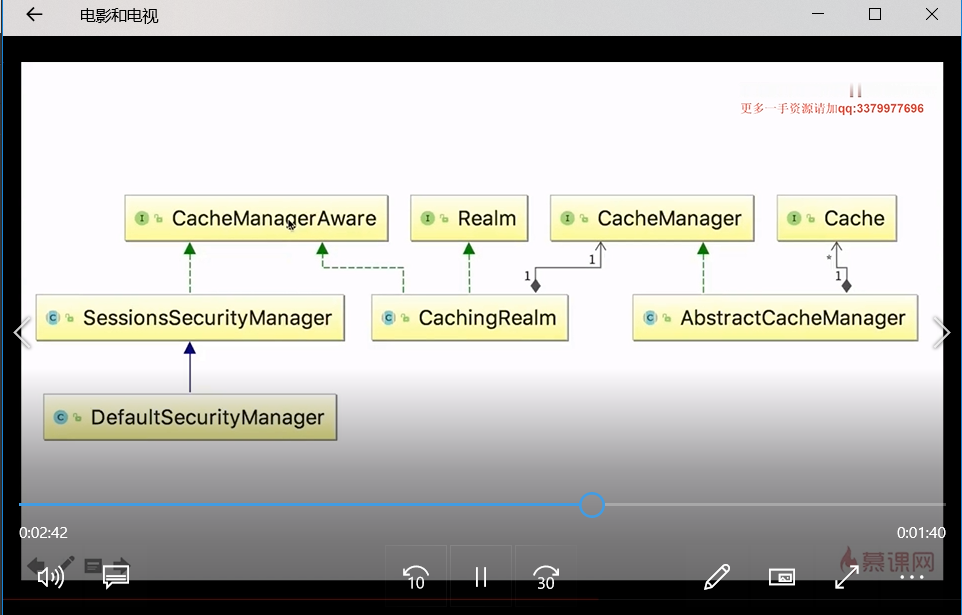 电影和电视
更多一手资源请加qq:3379977696
I CacheManagerAware
I Realm
I CacheManager
I Cache
1
1
*
1
C SessionsSecurityManager
C CachingRealm
C AbstractCacheManager
C DefaultSecurityManager
0:02:42
0:01:40
慕课网
10
30